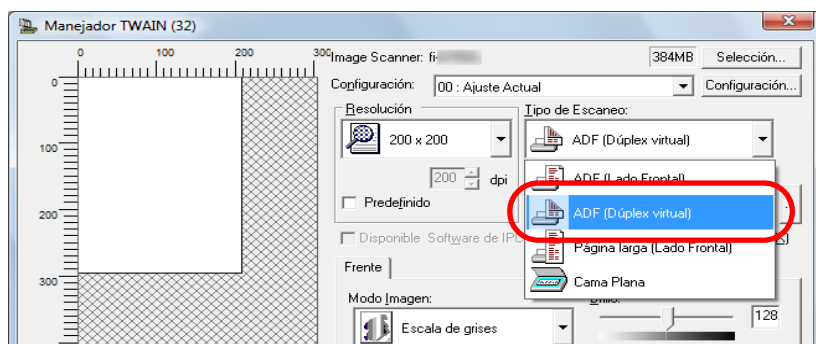 Manejador TWAIN (32)
0 100 200 300
0
100
200
300
Image Scanner: fi-
384MB
Selección...
Configuración:
00 : Ajuste Actual
Configuración...
Resolución
200 x 200
200 dpi
Predefinido
Tipo de Escaneo:
ADF (Dúplex virtual)
ADF (Lado Frontal)
ADF (Dúplex virtual)
Página larga (Lado Frontal)
Cama Plana
Disponible Software de IPC
Frente
Modo Imagen:
Escala de grises
Brillo:
128